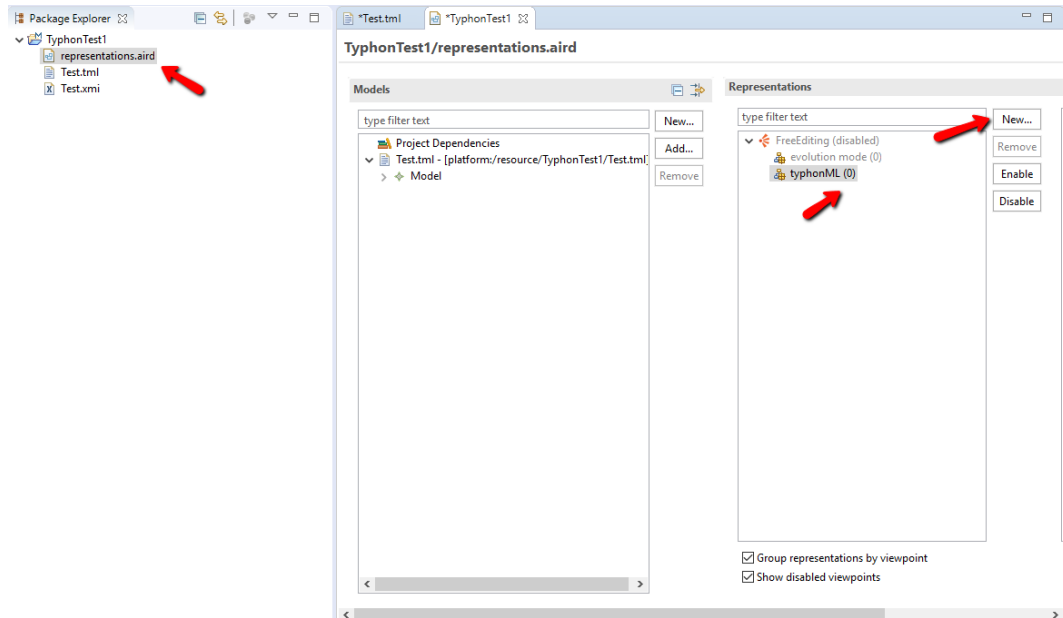 Package Explorer
TyphonTest1
representations.aird
Test.tml
Test.xmi
*Test.tml
*TyphonTest1
TyphonTest1/representations.aird
Models
type filter text
New...
Project Dependencies
Add...
Test.tml - [platform:/resource/TyphonTest1/Test.tml]
Model
Remove
Representations
type filter text
New...
FreeEditing (disabled)
Remove
evolution mode (0)
typhonML (0)
Enable
Disable
Group representations by viewpoint
Show disabled viewpoints